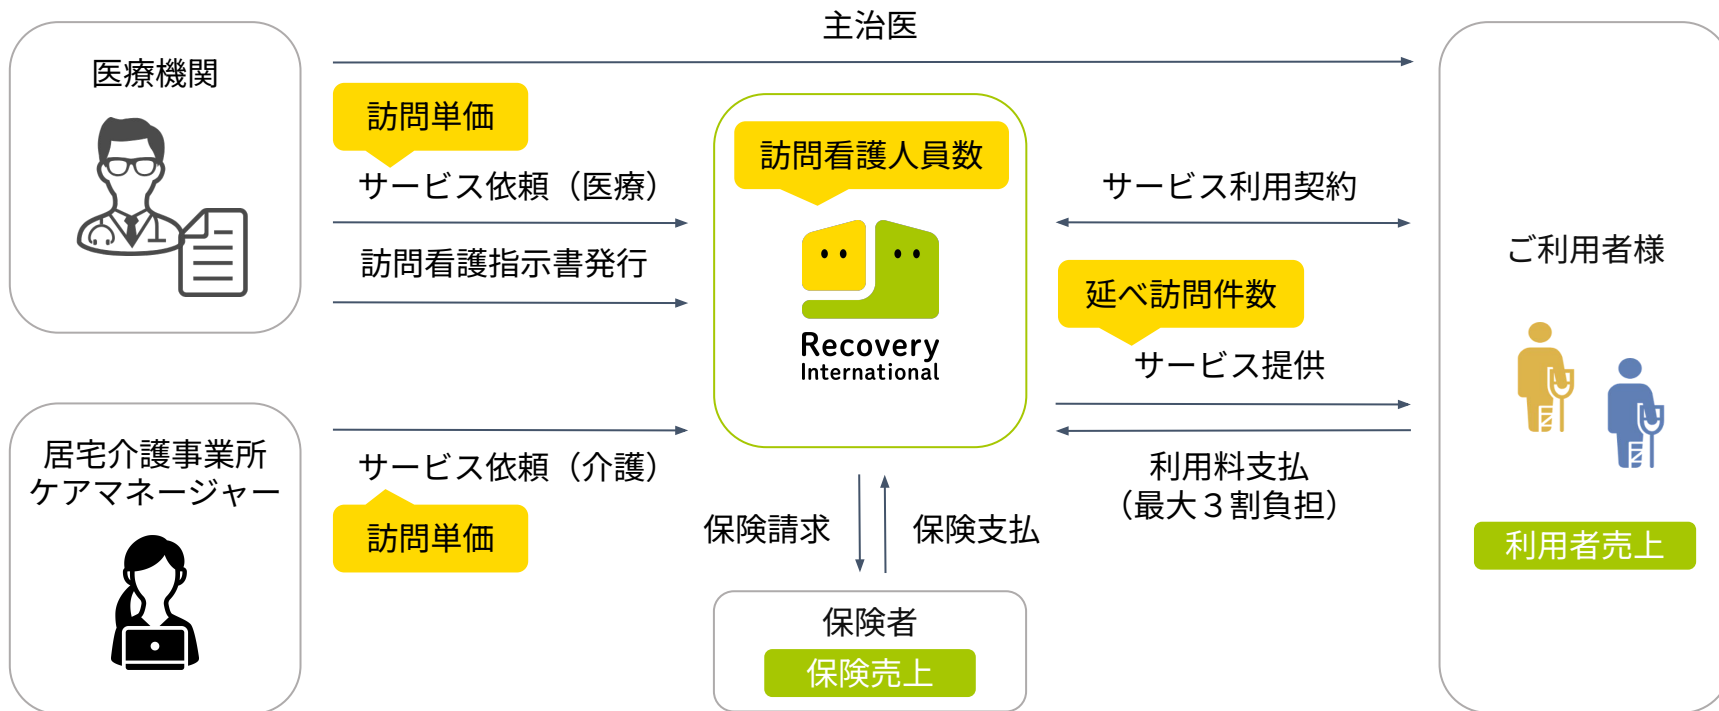 主治医
医療機関
訪問単価
サービス依頼（医療）
訪問看護指示書発行
訪問看護人員数
Recovery
International
サービス利用契約
延べ訪問件数
サービス提供
利用料支払
（最大３割負担）
ご利用者様
利用者売上
居宅介護事業所
ケアマネージャー
サービス依頼（介護）
訪問単価
保険請求
保険支払
保険者
保険売上